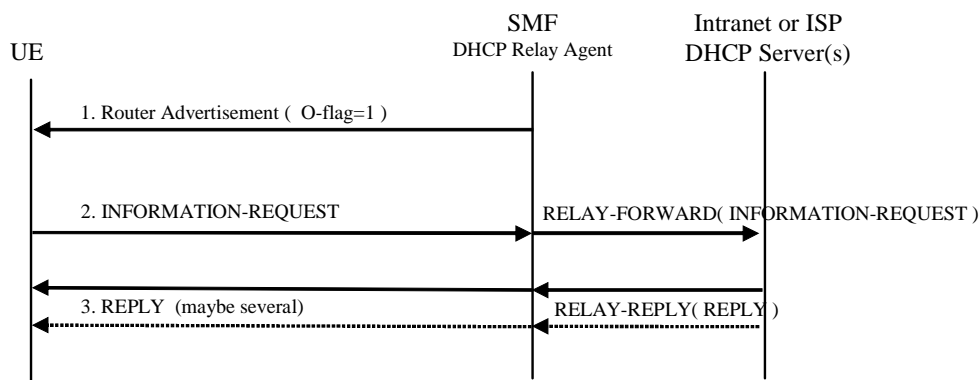 UE
SMF
DHCP Relay Agent
Intranet or ISP
DHCP Server(s)
1. Router Advertisement ( O-flag=1 )
2. INFORMATION-REQUEST
RELAY-FORWARD( INFORMATION-REQUEST )
3. REPLY (maybe several)
RELAY-REPLY( REPLY )